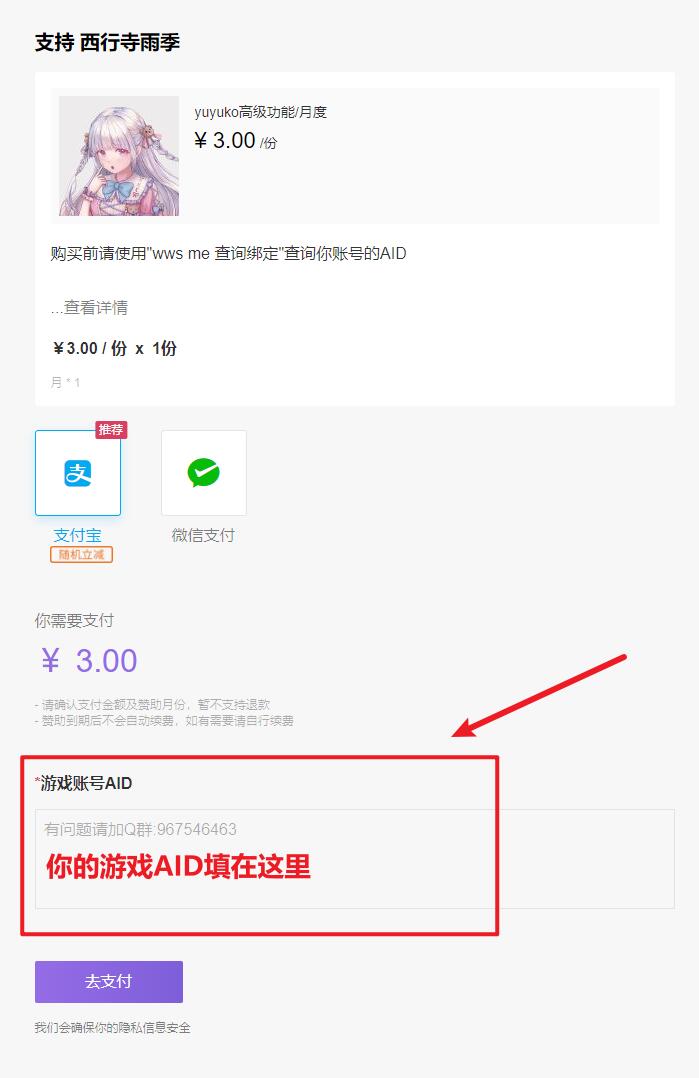 支持 西行寺雨季
yuyuko高级功能/月度
¥ 3.00 /份
购买前请使用"wws me 查询绑定"查询你账号的AID
...查看详情
¥3.00 / 份 x 1份
月 * 1
推荐
支
支付宝
微信支付
随机立减
你需要支付
¥ 3.00
- 请确认支付金额及赞助月份，暂不支持退款
- 赞助到期后不会自动续费，如有需要请自行续费
*游戏账号AID
有问题请加Q群:967546463
你的游戏AID填在这里
去支付
我们会确保你的隐私信息安全